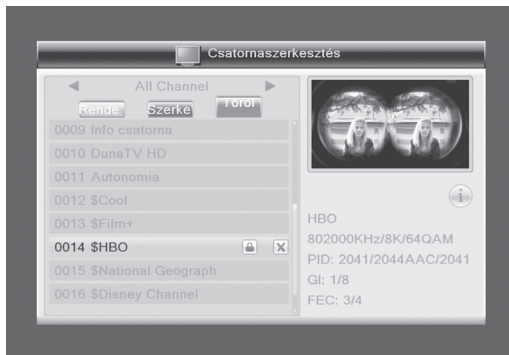 Csatornaszerkesztés
All Channel
Rende Szerke Töröl
0009 Info csatorna
0010 DunaTV HD
0011 Autonomia
0012 $Cool
0013 $Film+
0014 $HBO
0015 $National Geograph
0016 $Disney Channel
HBO
802000KHz/8K/64QAM
PID: 2041/2044AAC/2041
GI: 1/8
FEC: 3/4